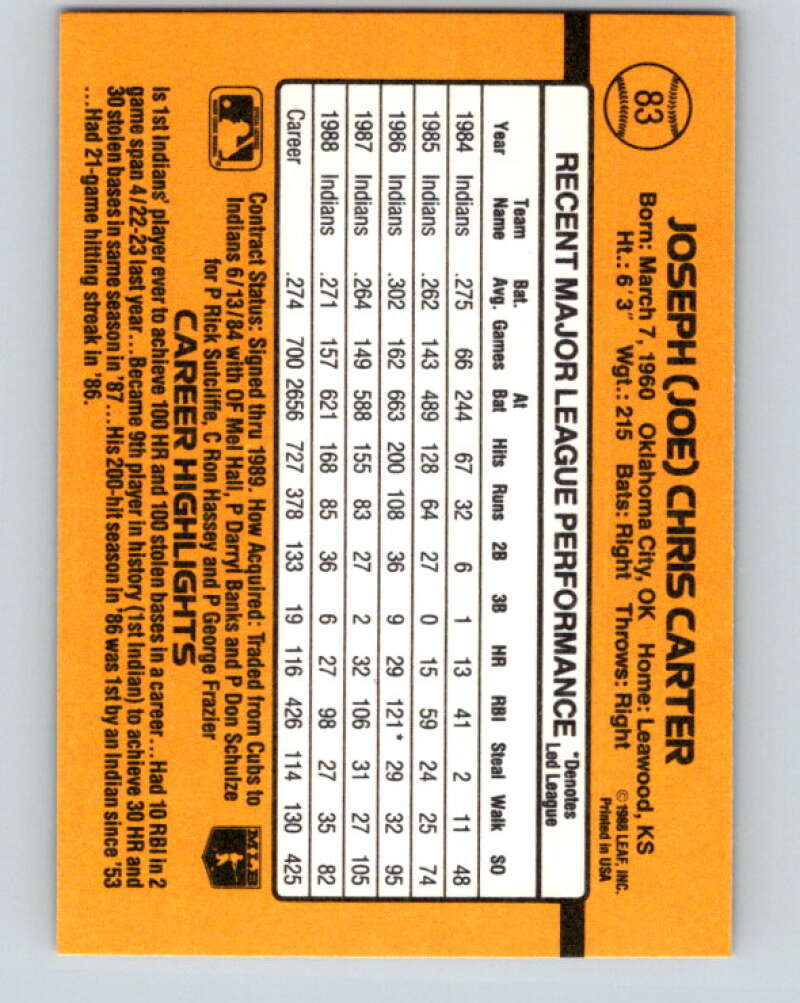 83
JOSEPH (JOE) CHRIS CARTER
Born: March 7, 1960 Oklahoma City, OK Home: Leawood, KS
Ht.: 6'3" Wgt.: 215 Bats: Right Throws: Right
©1988 LEAF, INC.
Printed in USA
RECENT MAJOR LEAGUE PERFORMANCE *Denotes Led League
Year Team Name Bat. Avg. Games At Bat Hits Runs 2B 3B HR RBI Steal Walk SO
1984 Indians .275 66 244 67 32 6 1 13 41 2 11 48
1985 Indians .262 143 489 128 64 27 0 15 59 24 25 74
1986 Indians .302 162 663 200 108 36 9 29 121* 29 32 95
1987 Indians .264 149 588 155 83 27 2 32 106 31 27 105
1988 Indians .271 157 621 168 85 36 6 27 98 27 35 82
Career .274 700 2656 727 378 133 19 116 426 114 130 425
Contract Status: Signed thru 1989. How Acquired: Traded from Cubs to
Indians 6/13/84 with OF Mel Hall, P Darryl Banks and P Don Schulze
for P Rick Sutcliffe, C Ron Hassey and P George Frazier
MLB
CAREER HIGHLIGHTS
Is 1st Indians' player ever to achieve 100 HR and 100 stolen bases in a career...Had 10 RBI in 2
game span 4/22-23 last year...Became 9th player in history (1st Indian) to achieve 30 HR and
30 stolen bases in same season in '87...His 200-hit season in '86 was 1st by an Indian since '53
...Had 21-game hitting streak in '86.